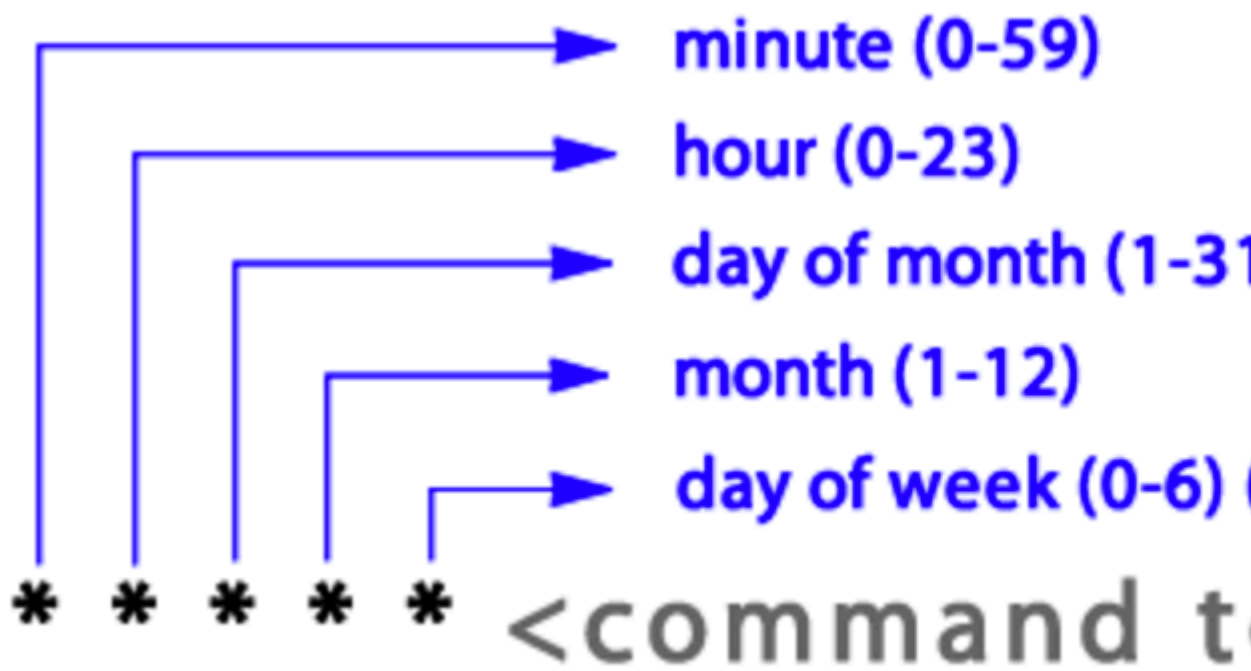 minute (0-59)
hour (0-23)
day of month (1-31
month (1-12)
day of week (0-6) (
* * * * * <command